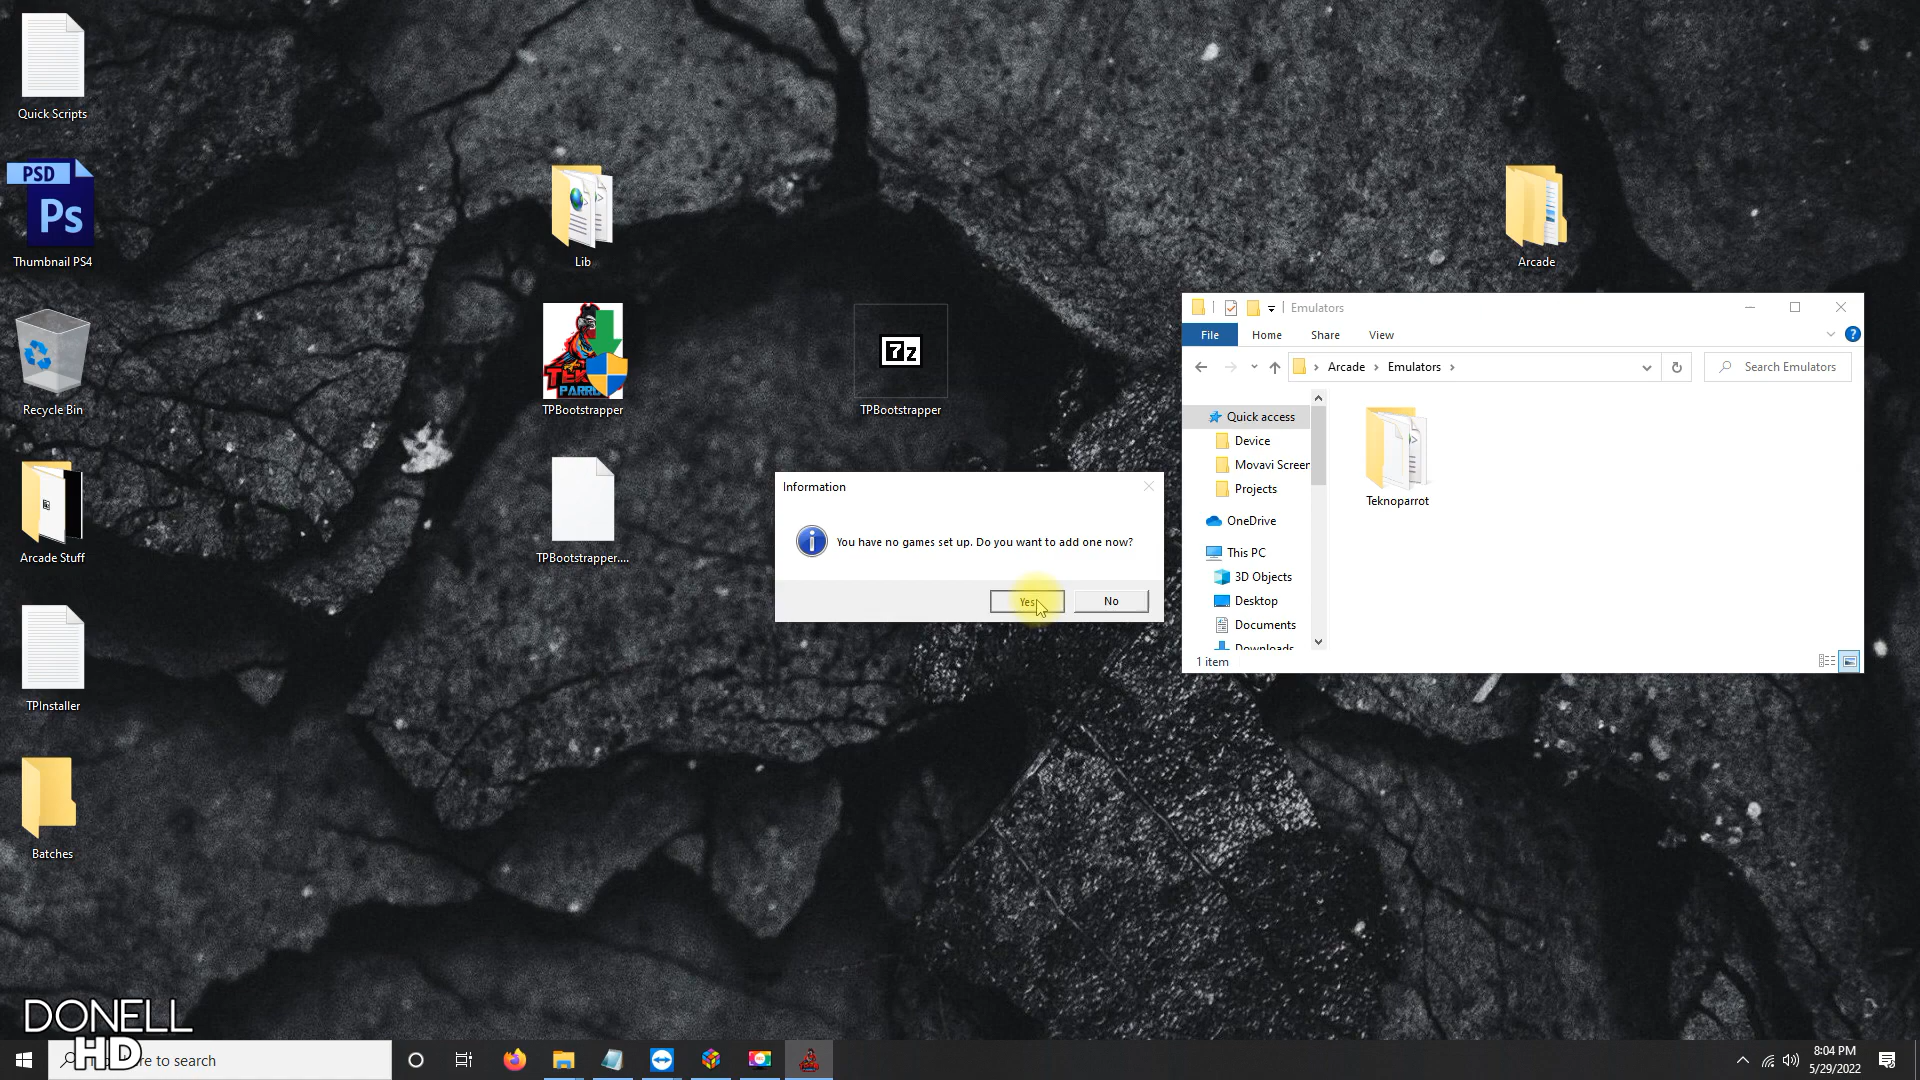 Quick Scripts
PSD
Ps
Thumbnail PS4
Recycle Bin
Arcade Stuff
TPInstaller
Batches
Lib
PARRO
TPBootstrapper
TPBootstrapper....
7z
TPBootstrapper
Arcade
Information
You have no games set up. Do you want to add one now?
Yes
No
Emulators
File Home Share View
Arcade Emulators
Search Emulators
Quick access
Device
Movavi Screer
Projects
OneDrive
This PC
3D Objects
Desktop
Documents
Downloads
1 item
Teknoparrot
DONELL
HD
re to search
8:04 PM
5/29/2022